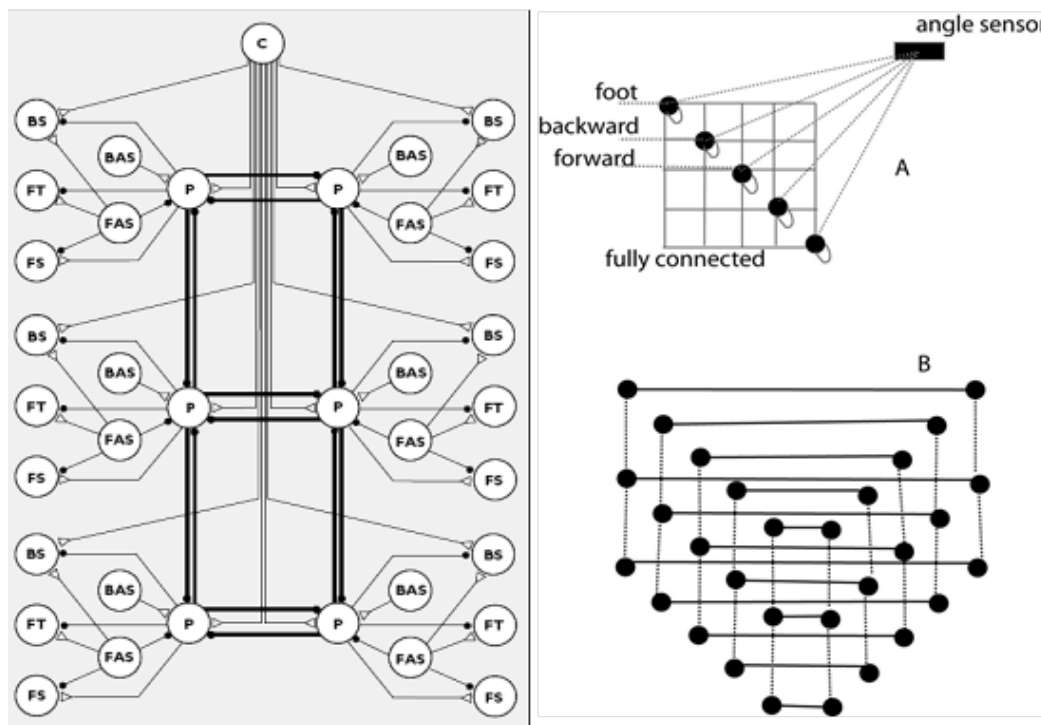 C
BS BS
BAS BAS
FT P P FT
FAS FAS
FS FS
BS BS
BAS BAS
FT P P FT
FAS FAS
FS FS
BS BS
BAS BAS
FT P P FT
FAS FAS
FS FS
angle sensor
foot
backward
forward
A
fully connected
B